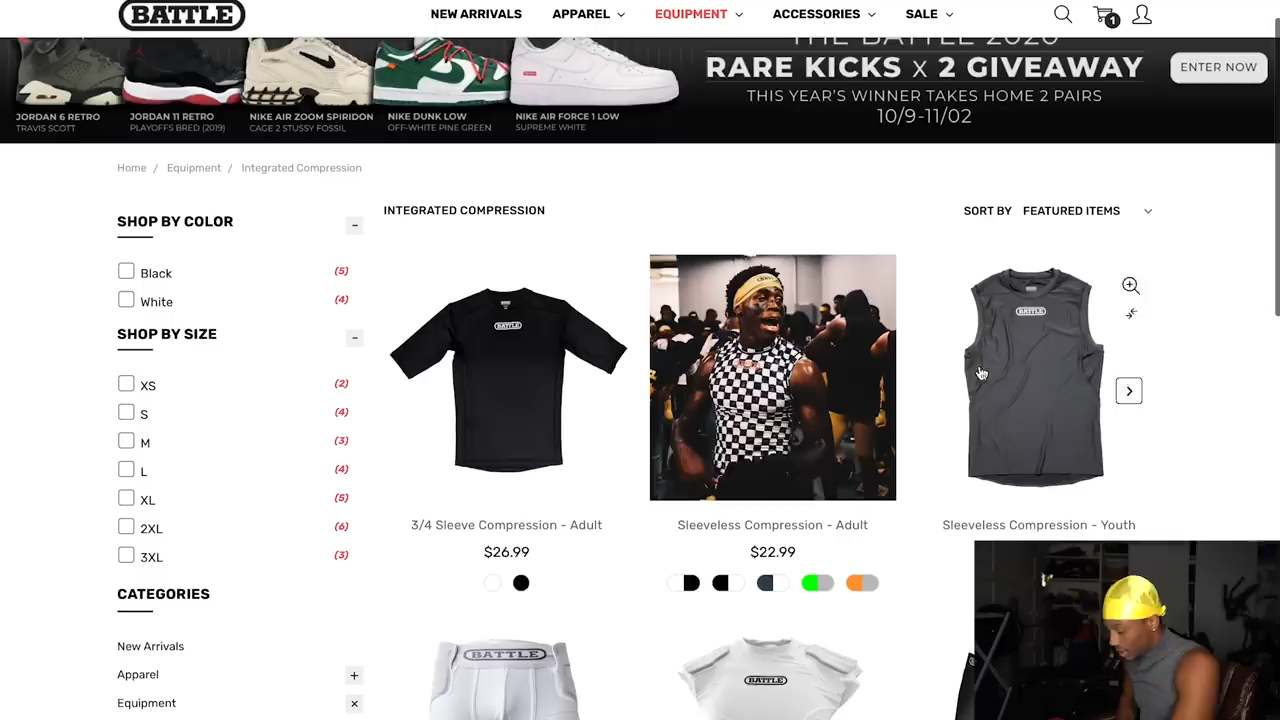 BATTLE
NEW ARRIVALS
APPAREL
EQUIPMENT
ACCESSORIES
SALE
1
THE BATTLE 2020
RARE KICKS x 2 GIVEAWAY
THIS YEAR'S WINNER TAKES HOME 2 PAIRS
10/9-11/02
ENTER NOW
JORDAN 6 RETRO
TRAVIS SCOTT
JORDAN 11 RETRO
PLAYOFFS BRED (2019)
NIKE AIR ZOOM SPIRIDON
CAGE 2 STUSSY FOSSIL
NIKE DUNK LOW
OFF-WHITE PINE GREEN
NIKE AIR FORCE 1 LOW
SUPREME WHITE
Home / Equipment / Integrated Compression
SHOP BY COLOR
Black (5)
White (4)
SHOP BY SIZE
XS (2)
S (4)
M (3)
L (4)
XL (5)
2XL (6)
3XL (3)
CATEGORIES
New Arrivals
Apparel
Equipment
INTEGRATED COMPRESSION
SORT BY FEATURED ITEMS
BATTLE
BATTLE
3/4 Sleeve Compression - Adult
$26.99
Sleeveless Compression - Adult
$22.99
Sleeveless Compression - Youth
BATTLE
BATTLE